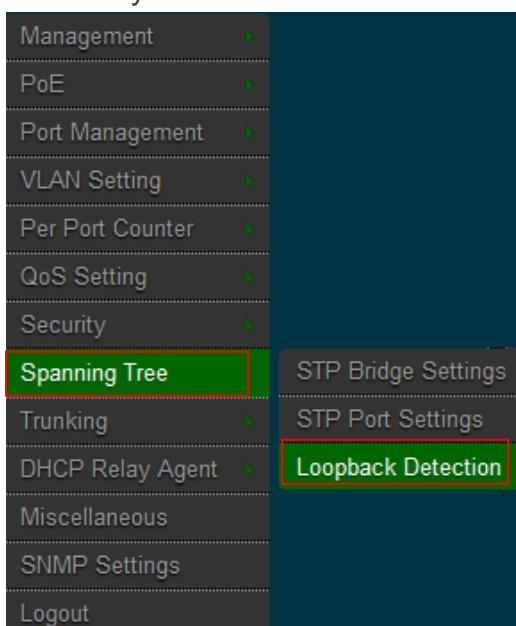 Management
PoE
Port Management
VLAN Setting
Per Port Counter
QoS Setting
Security
Spanning Tree
STP Bridge Settings
Trunking
STP Port Settings
DHCP Relay Agent
Loopback Detection
Miscellaneous
SNMP Settings
Logout